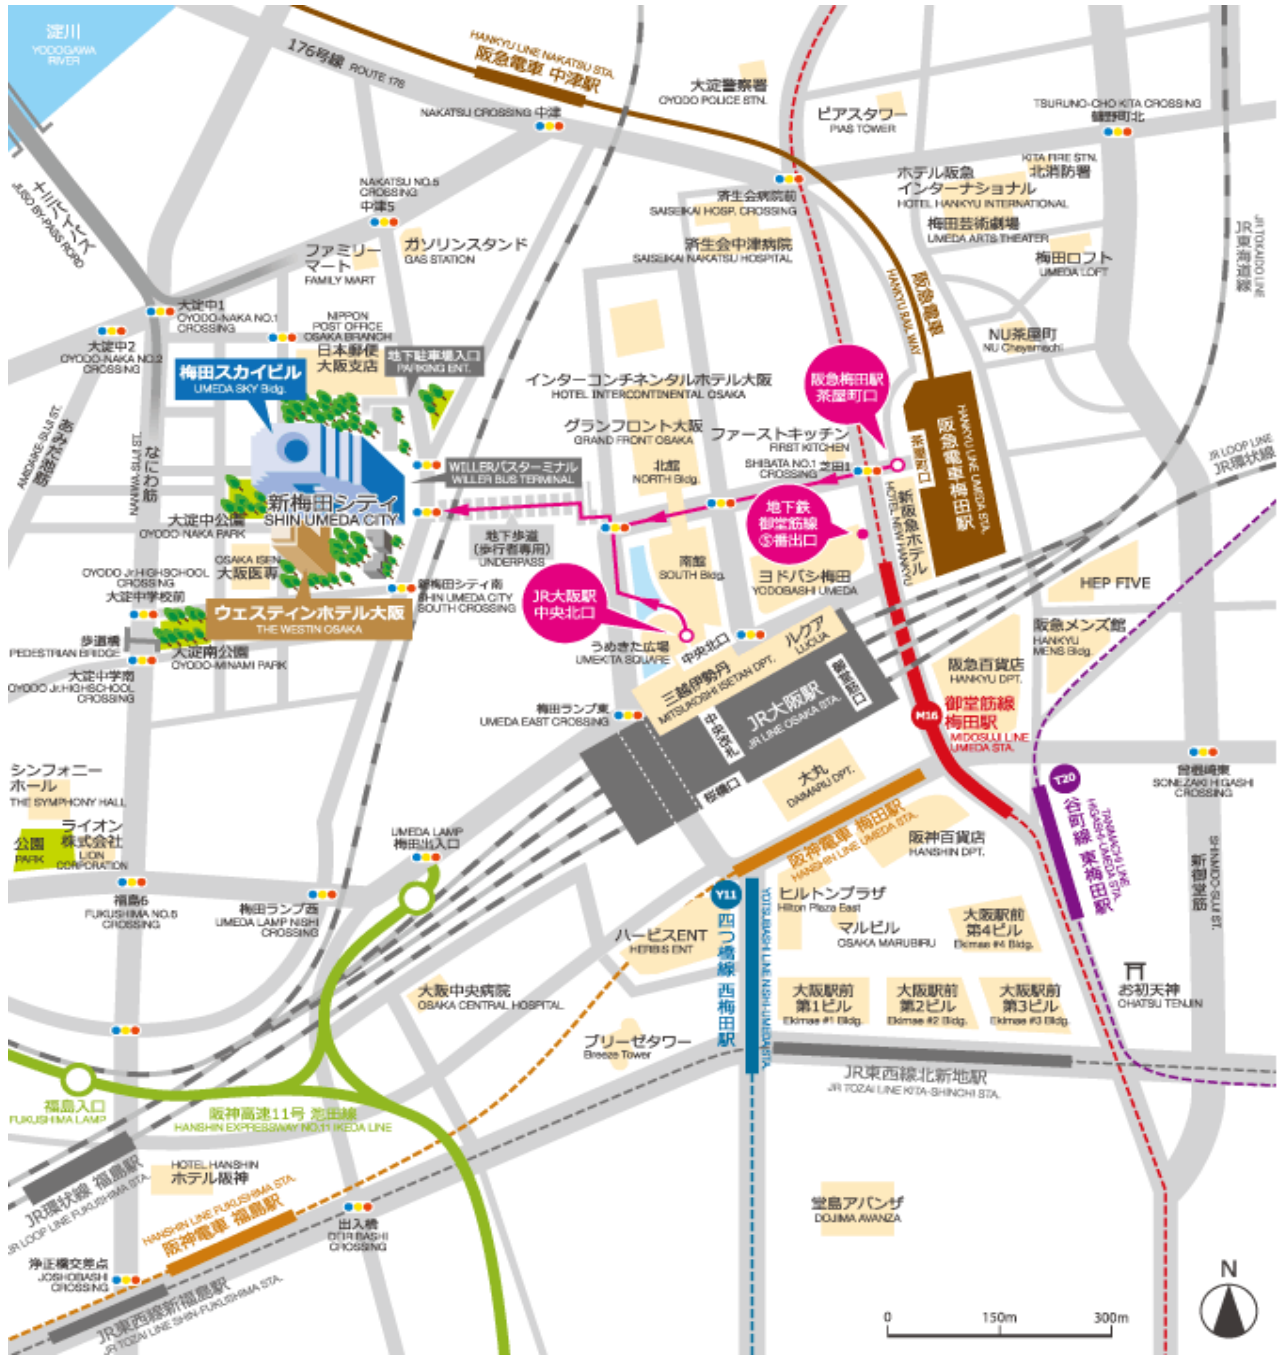 淀川
YODOGAWA
RIVER
176号線 ROUTE 176
HANKYU LINE NAKATSU STA.
阪急電車 中津駅
NAKATSU CROSSING 中津
大淀警察署
OYODO POLICE STN.
ピアスタワー
PIAS TOWER
TSURUNO-CHO KITA CROSSING
鶴野町北
KITA FIRE STN.
北消防署
ホテル阪急
インターナショナル
HOTEL HANKYU INTERNATIONAL
梅田芸術劇場
UMEDA ARTS THEATER
梅田ロフト
UMEDA LOFT
JR東海道線
JR TOKAIDO LINE
十三バイパス
JUSO BY-PASS ROAD
NAKATSU NO.5
CROSSING
中津5
ファミリー
マート
FAMILY MART
ガソリンスタンド
GAS STATION
済生会病院前
SAISEIKAI HOSP. CROSSING
済生会中津病院
SAISEIKAI NAKATSU HOSPITAL
阪急電車
HANKYU RAIL WAY
NU茶屋町
NU Chayamachi
大淀中1
OYODO-NAKA NO.1
CROSSING
大淀中2
OYODO-NAKA NO.2
CROSSING
NIPPON
POST OFFICE
OSAKA BRANCH
日本郵便
大阪支店
地下駐車場入口
PARKING ENT.
梅田スカイビル
UMEDA SKY Bldg.
インターコンチネンタルホテル大阪
HOTEL INTERCONTINENTAL OSAKA
グランフロント大阪
GRAND FRONT OSAKA
北館
NORTH Bldg.
ファーストキッチン
FIRST KITCHEN
SHIBATA NO.1
CROSSING
芝田1
阪急梅田駅
茶屋町口
茶屋町口
HANKYU LINE UMEDA STA.
阪急電車梅田駅
JR LOOP LINE
JR環状線
あみだ池筋
AMIDAIKE-SUJI ST.
なにわ筋
NANIWA-SUJI ST.
WILLERバスターミナル
WILLER BUS TERMINAL
新梅田シティ
SHIN UMEDA CITY
大淀中公園
OYODO-NAKA PARK
OSAKA ISEN
大阪医専
地下歩道
(歩行者専用)
UNDERPASS
地下鉄
御堂筋線
⑤番出口
新阪急ホテル
HOTEL NEW HANKYU
南館
SOUTH Bldg.
ヨドバシ梅田
YODOBASHI UMEDA
HEP FIVE
OYODO Jr.HIGHSCHOOL
CROSSING
大淀中学校前
新梅田シティ南
SHIN UMEDA CITY
SOUTH CROSSING
ウェスティンホテル大阪
THE WESTIN OSAKA
JR大阪駅
中央北口
歩道橋
PEDESTRIAN BRIDGE
大淀南公園
OYODO-MINAMI PARK
大淀中学南
OYODO Jr.HIGHSCHOOL
CROSSING
うめきた広場
UMEKITA SQUARE
中央北口
ルクア
LUCUA
三越伊勢丹
MITSUKOSHI ISETAN DPT.
阪急メンズ館
HANKYU
MENS Bldg.
阪急百貨店
HANKYU DPT.
梅田ランプ東
UMEDA EAST CROSSING
JR大阪駅
JR LINE OSAKA STA.
御堂筋口
中央改札
桜橋口
M16
御堂筋線
梅田駅
MIDOSUJI LINE
UMEDA STA.
シンフォニー
ホール
THE SYMPHONY HALL
大丸
DAIMARU DPT.
T20
谷町線 東梅田駅
TANIMACHI LINE
HIGASHI-UMEDA STA.
曽根崎東
SONEZAKI HIGASHI
CROSSING
公園
PARK
ライオン
株式会社
LION
CORPORATION
UMEDA LAMP
梅田出入口
阪神電車 梅田駅
HANSHIN LINE UMEDA STA.
阪神百貨店
HANSHIN DPT.
新御堂筋
SHINMIDO-SUJI ST.
福島6
FUKUSHIMA NO.6
CROSSING
梅田ランプ西
UMEDA LAMP NISHI
CROSSING
Y11
四つ橋線 西梅田駅
YOTSUBASHI LINE NISHI-UMEDA STA.
ヒルトンプラザ
Hilton Plaza East
マルビル
OSAKA MARUBIRU
大阪駅前
第4ビル
Ekimae #4 Bldg.
ハービスENT
HERBIS ENT
大阪中央病院
OSAKA CENTRAL HOSPITAL
大阪駅前
第1ビル
Ekimae #1 Bldg.
大阪駅前
第2ビル
Ekimae #2 Bldg.
大阪駅前
第3ビル
Ekimae #3 Bldg.
お初天神
OHATSU TENJIN
ブリーゼタワー
Breeze Tower
JR東西線北新地駅
JR TOZAI LINE KITA-SHINCHI STA.
福島入口
FUKUSHIMA LAMP
阪神高速11号 池田線
HANSHIN EXPRESSWAY NO.11 IKEDA LINE
JR環状線 福島駅
JR LOOP LINE FUKUSHIMA STA.
HOTEL HANSHIN
ホテル阪神
HANSHIN LINE FUKUSHIMA STA.
阪神電車 福島駅
出入橋
DEIRIBASHI
CROSSING
浄正橋交差点
JOSHOBASHI
CROSSING
JR東西線新福島駅
JR TOZAI LINE SHIN-FUKUSHIMA STA.
堂島アバンザ
DOJIMA AVANZA
N
0 150m 300m